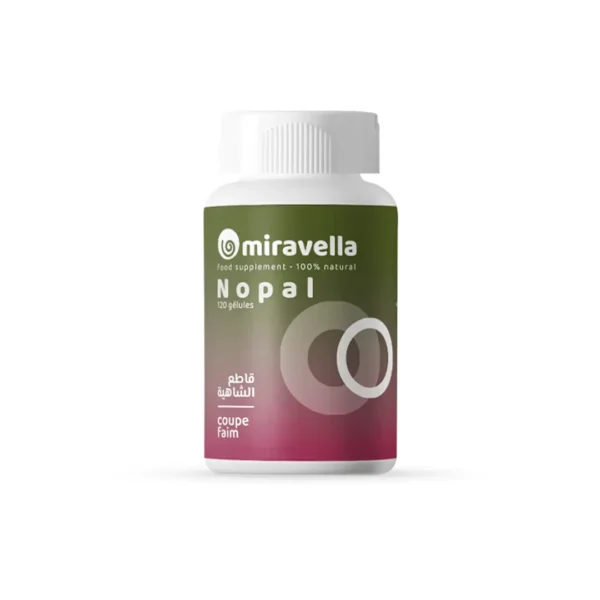 miravella
Food supplement - 100% natural
Nopal
120 gélules
قاطع
الشاهية
coupe
faim